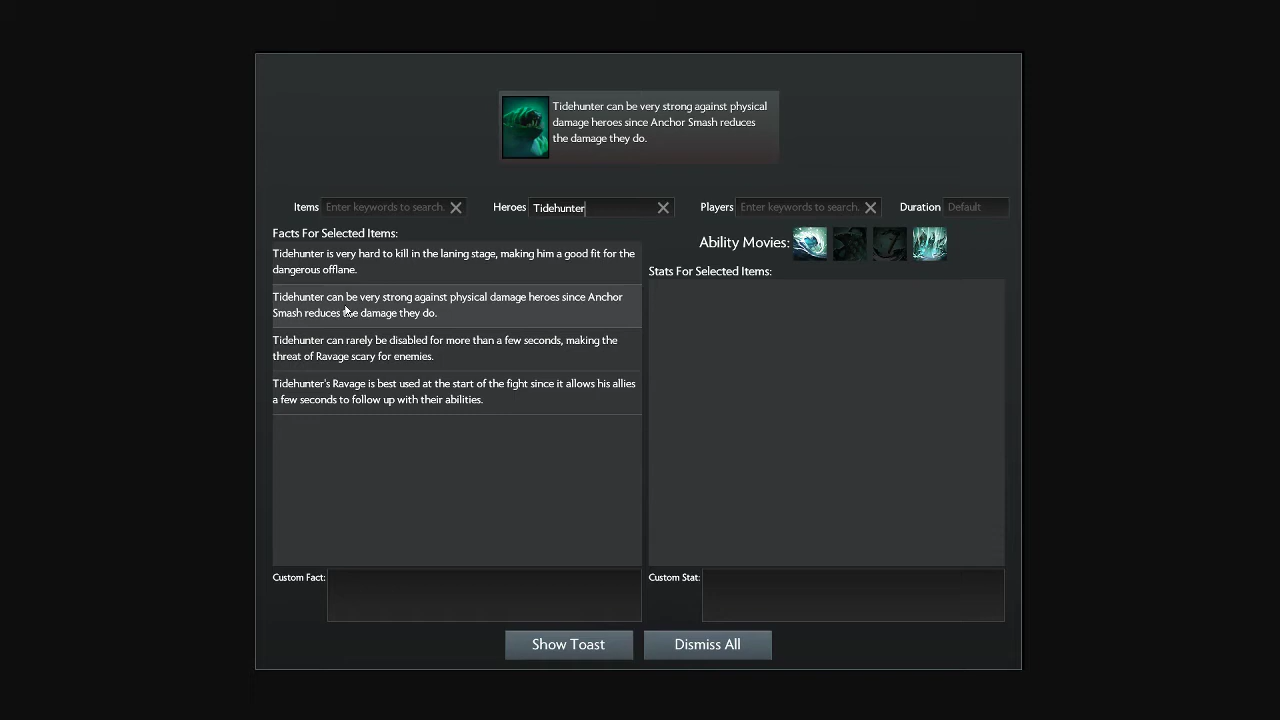 Tidehunter can be very strong against physical
damage heroes since Anchor Smash reduces
the damage they do.
Items Enter keywords to search. Heroes Tidehunter Players Enter keywords to search. Duration Default
Facts For Selected Items:
Ability Movies:
Tidehunter is very hard to kill in the laning stage, making him a good fit for the
dangerous offlane.
Stats For Selected Items:
Tidehunter can be very strong against physical damage heroes since Anchor
Smash reduces the damage they do.
Tidehunter can rarely be disabled for more than a few seconds, making the
threat of Ravage scary for enemies.
Tidehunter's Ravage is best used at the start of the fight since it allows his allies
a few seconds to follow up with their abilities.
Custom Fact:
Custom Stat:
Show Toast
Dismiss All